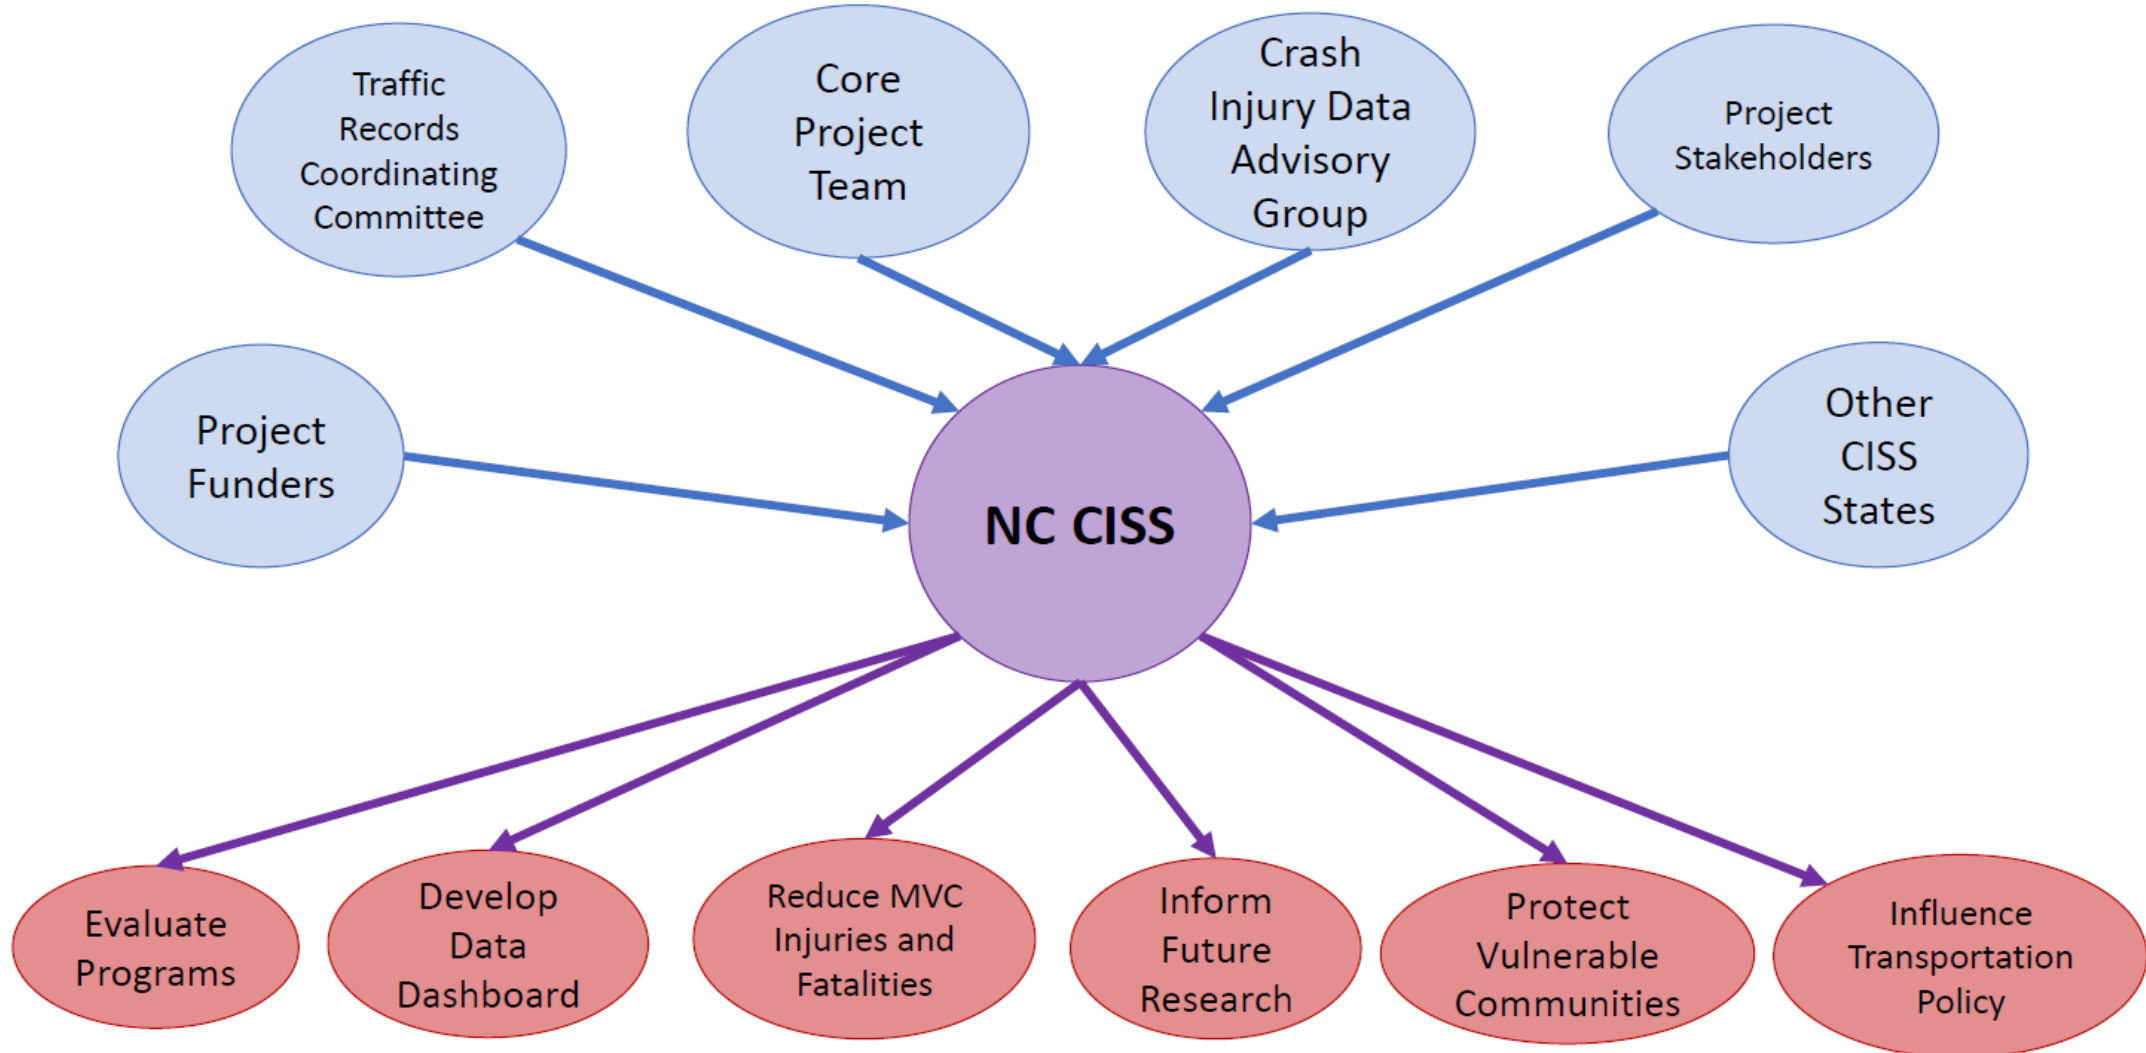 Traffic
Records
Coordinating
Committee
Core
Project
Team
Crash
Injury Data
Advisory
Group
Project
Stakeholders
Project
Funders
Other
CISS
States
NC CISS
Evaluate
Programs
Develop
Data
Dashboard
Reduce MVC
Injuries and
Fatalities
Inform
Future
Research
Protect
Vulnerable
Communities
Influence
Transportation
Policy